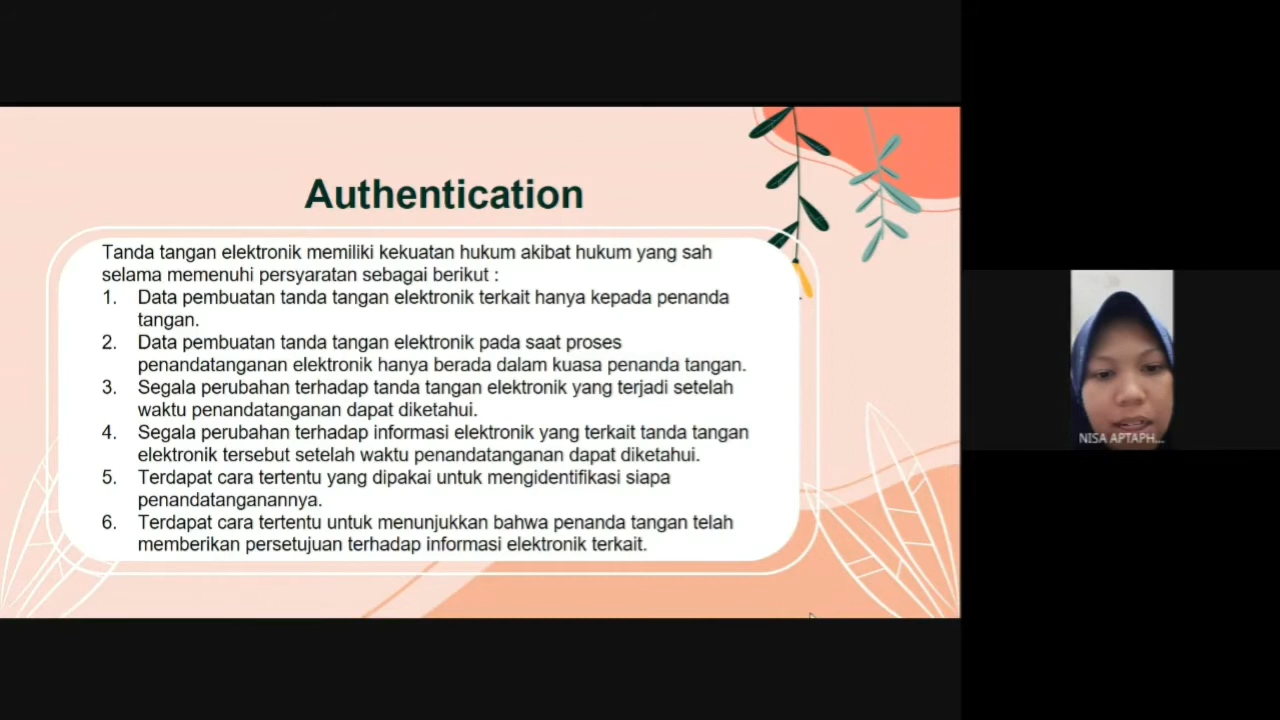 Authentication
Tanda tangan elektronik memiliki kekuatan hukum akibat hukum yang sah
selama memenuhi persyaratan sebagai berikut :
1. Data pembuatan tanda tangan elektronik terkait hanya kepada penanda
tangan.
2. Data pembuatan tanda tangan elektronik pada saat proses
penandatanganan elektronik hanya berada dalam kuasa penanda tangan.
3. Segala perubahan terhadap tanda tangan elektronik yang terjadi setelah
waktu penandatanganan dapat diketahui.
4. Segala perubahan terhadap informasi elektronik yang terkait tanda tangan
elektronik tersebut setelah waktu penandatanganan dapat diketahui.
5. Terdapat cara tertentu yang dipakai untuk mengidentifikasi siapa
penandatanganannya.
6. Terdapat cara tertentu untuk menunjukkan bahwa penanda tangan telah
memberikan persetujuan terhadap informasi elektronik terkait.
NISA APTAPH...